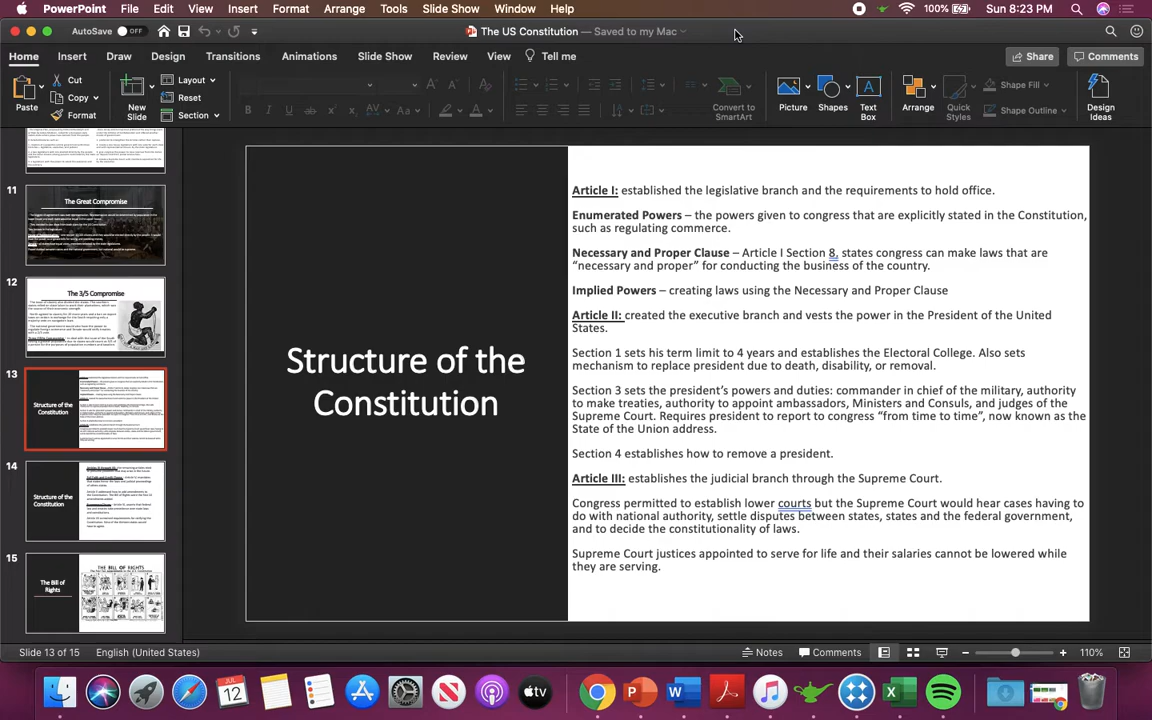 PowerPoint File Edit View Insert Format Arrange Tools Slide Show Window Help 100% Sun 8:23 PM
AutoSave OFF The US Constitution — Saved to my Mac
Home Insert Draw Design Transitions Animations Slide Show Review View Tell me Share Comments
Paste Cut Copy Format New Slide Layout Reset Section Convert to SmartArt Picture Shapes Text Box Arrange Quick Styles Shape Fill Shape Outline Design Ideas
11
The Great Compromise
12
The 3/5 Compromise
13
Structure of the
Constitution
14
Structure of the
Constitution
15
The Bill of
Rights
THE BILL OF RIGHTS
Structure of the
Constitution
Article I: established the legislative branch and the requirements to hold office.
Enumerated Powers – the powers given to congress that are explicitly stated in the Constitution,
such as regulating commerce.
Necessary and Proper Clause – Article I Section 8, states congress can make laws that are
“necessary and proper” for conducting the business of the country.
Implied Powers – creating laws using the Necessary and Proper Clause
Article II: created the executive branch and vests the power in the President of the United
States.
Section 1 sets his term limit to 4 years and establishes the Electoral College. Also sets
mechanism to replace president due to death, disability, or removal.
Section 3 sets the president’s powers and duties: commander in chief of the military, authority
to make treaties, authority to appoint ambassadors, Ministers and Consuls, and judges of the
Supreme Court. Requires president to report to congress “from time to time”, now known as the
State of the Union address.
Section 4 establishes how to remove a president.
Article III: establishes the judicial branch through the Supreme Court.
Congress permitted to establish lower courts but the Supreme Court would hear cases having to
do with national authority, settle disputes between states, states and the federal government,
and to decide the constitutionality of laws.
Supreme Court justices appointed to serve for life and their salaries cannot be lowered while
they are serving.
Slide 13 of 15 English (United States) Notes Comments 110%
JUL
12
tv